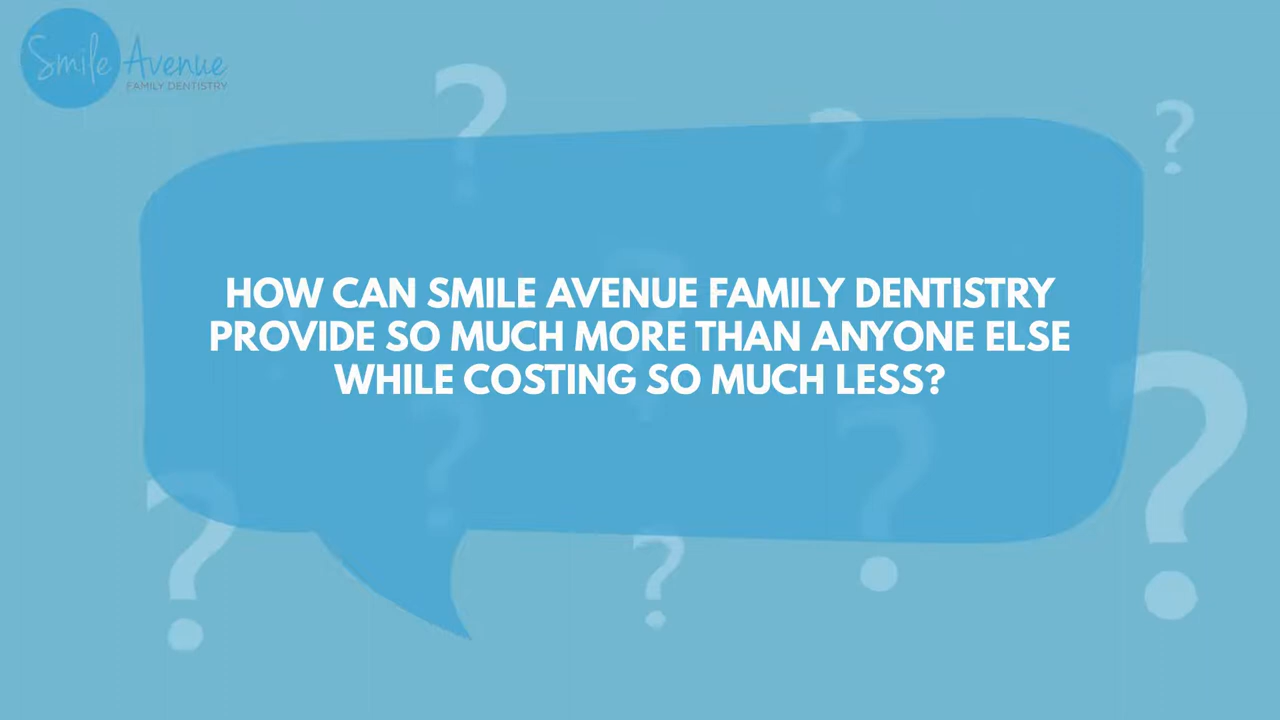 Smile Avenue
FAMILY DENTISTRY
HOW CAN SMILE AVENUE FAMILY DENTISTRY
PROVIDE SO MUCH MORE THAN ANYONE ELSE
WHILE COSTING SO MUCH LESS?